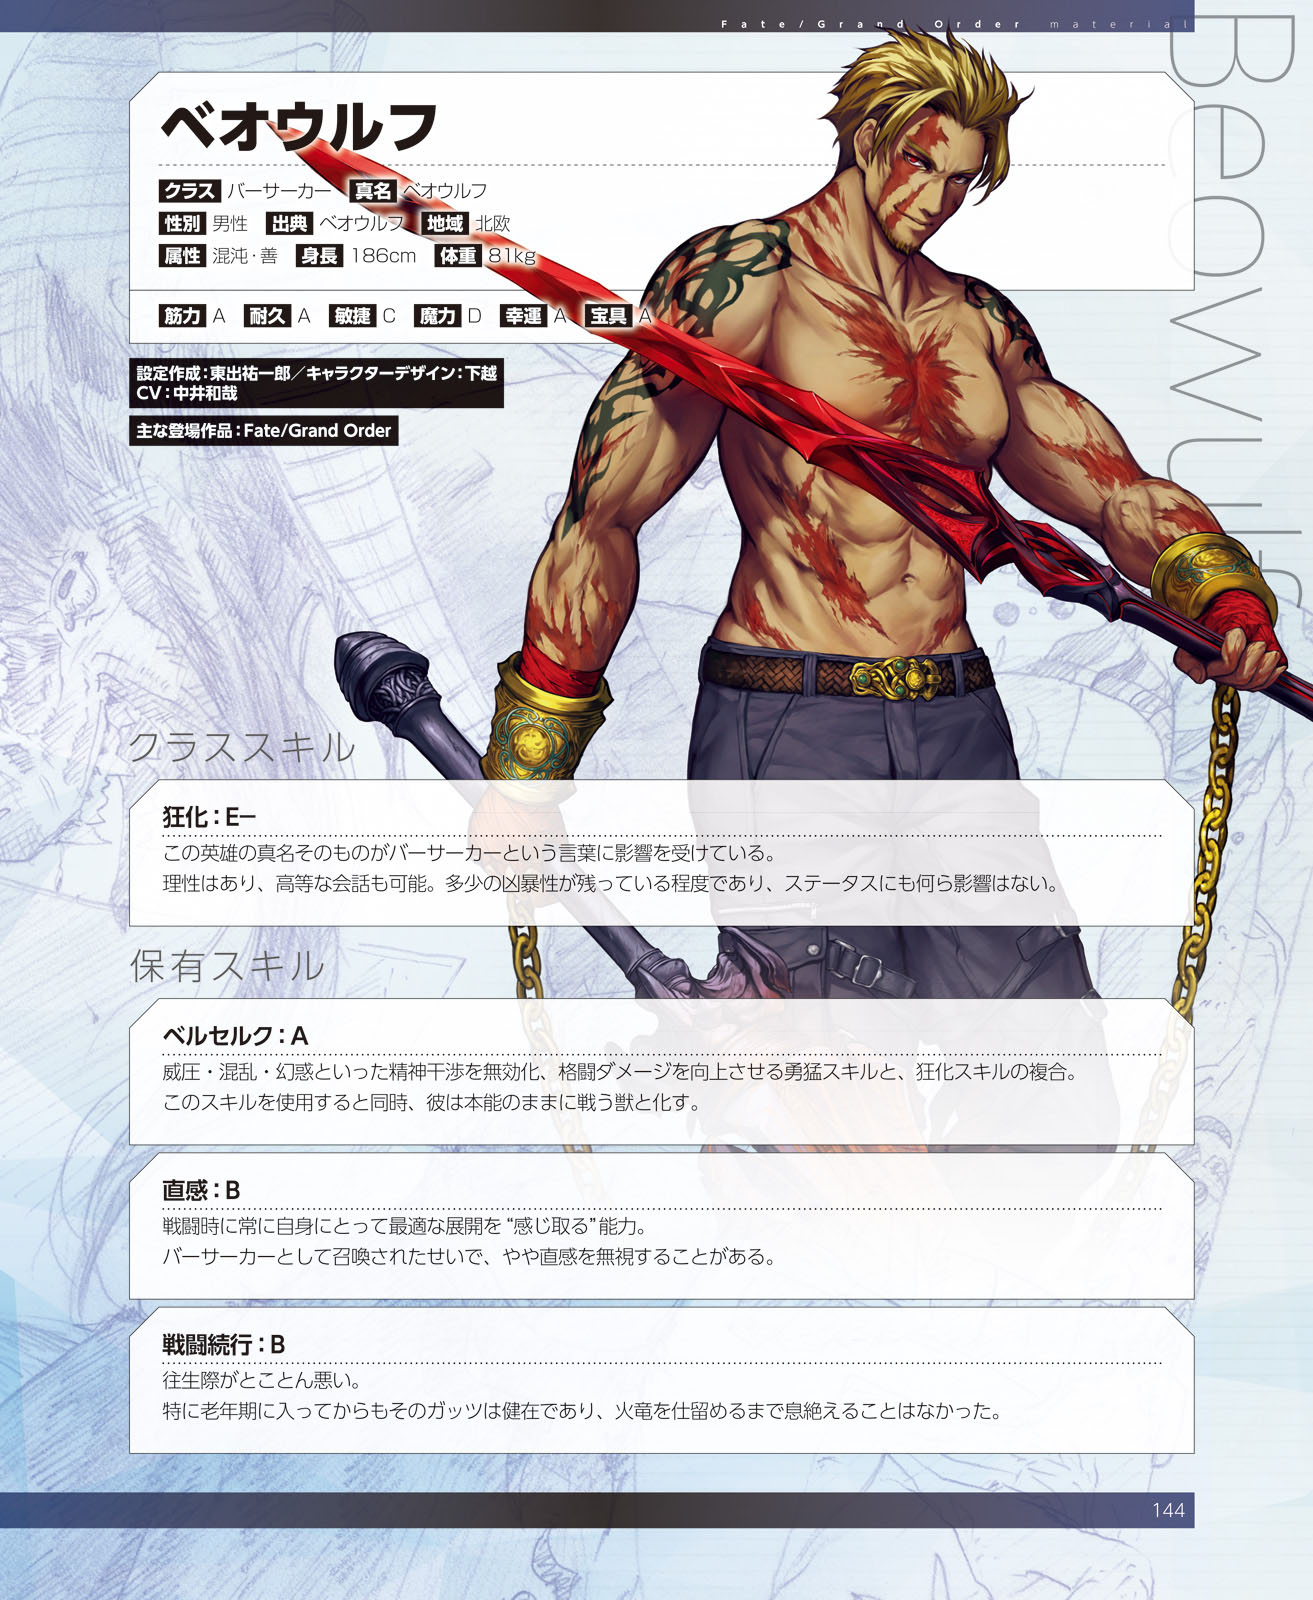 Fate/Grand Order material
Beowulf
ベオウルフ
クラス バーサーカー 真名 ベオウルフ
性別 男性 出典 ベオウルフ 地域 北欧
属性 混沌・善 身長 186cm 体重 81kg
筋力 A 耐久 A 敏捷 C 魔力 D 幸運 A 宝具 A
設定作成:東出祐一郎／キャラクターデザイン:下越
CV:中井和哉
主な登場作品:Fate/Grand Order
クラススキル
狂化:E−
この英雄の真名そのものがバーサーカーという言葉に影響を受けている。
理性はあり、高等な会話も可能。多少の凶暴性が残っている程度であり、ステータスにも何ら影響はない。
保有スキル
ベルセルク:A
威圧・混乱・幻惑といった精神干渉を無効化、格闘ダメージを向上させる勇猛スキルと、狂化スキルの複合。
このスキルを使用すると同時、彼は本能のままに戦う獣と化す。
直感:B
戦闘時に常に自身にとって最適な展開を“感じ取る”能力。
バーサーカーとして召喚されたせいで、やや直感を無視することがある。
戦闘続行:B
往生際がとことん悪い。
特に老年期に入ってからもそのガッツは健在であり、火竜を仕留めるまで息絶えることはなかった。
144